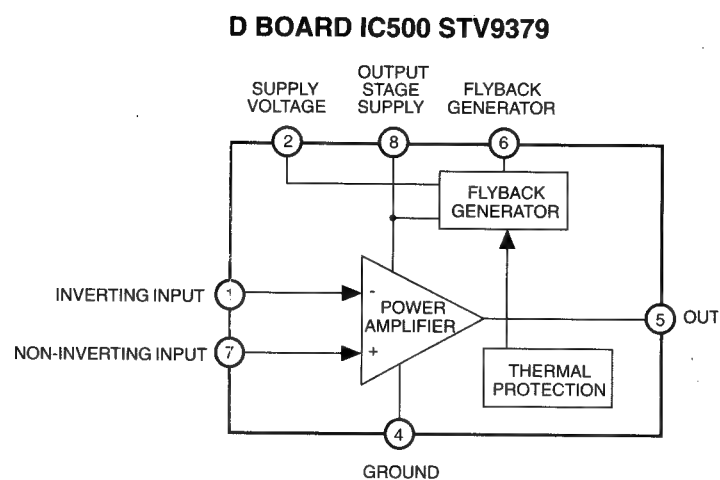 D BOARD IC500 STV9379
SUPPLY
VOLTAGE
OUTPUT
STAGE
SUPPLY
FLYBACK
GENERATOR
2
8
6
FLYBACK
GENERATOR
INVERTING INPUT
1
-
POWER
AMPLIFIER
5
OUT
NON-INVERTING INPUT
7
+
THERMAL
PROTECTION
4
GROUND